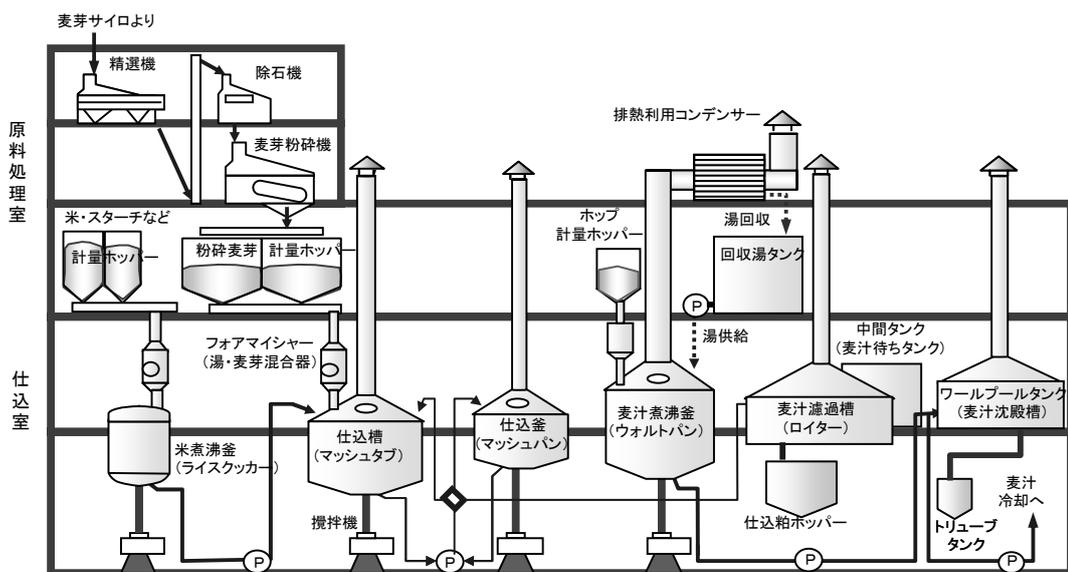 麦芽サイロより
精選機
除石機
原料処理室
麦芽粉砕機
排熱利用コンデンサー
米・スターチなど
計量ホッパー
粉砕麦芽 計量ホッパー
ホップ
計量ホッパー
湯回収
回収湯タンク
P
湯供給
フォアマイシャー
(湯・麦芽混合器)
中間タンク
(麦汁待ちタンク)
仕込室
米煮沸釜
(ライスクッカー)
仕込槽
(マッシュタブ)
仕込釜
(マッシュパン)
麦汁煮沸釜
(ウォルトパン)
麦汁濾過槽
(ロイター)
ワールプールタンク
(麦汁沈殿槽)
攪拌機
仕込粕ホッパー
トリューブ
タンク
麦汁
冷却へ
P
P
P
P